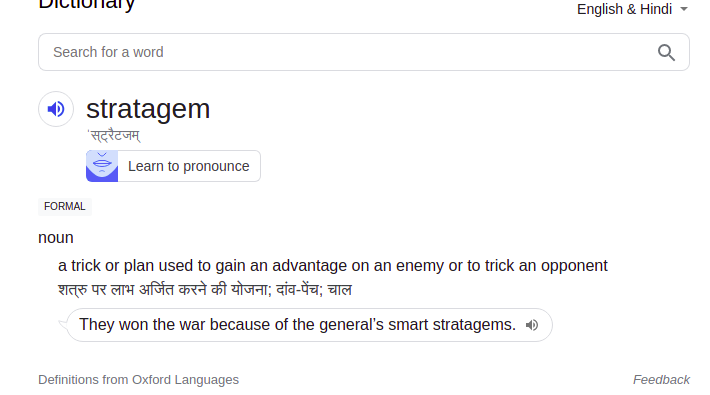 Dictionary
English & Hindi
Search for a word
stratagem
ˈस्ट्रैटजम्
Learn to pronounce
FORMAL
noun
a trick or plan used to gain an advantage on an enemy or to trick an opponent
शत्रु पर लाभ अर्जित करने की योजना; दांव-पेंच; चाल
They won the war because of the general’s smart stratagems.
Definitions from Oxford Languages
Feedback